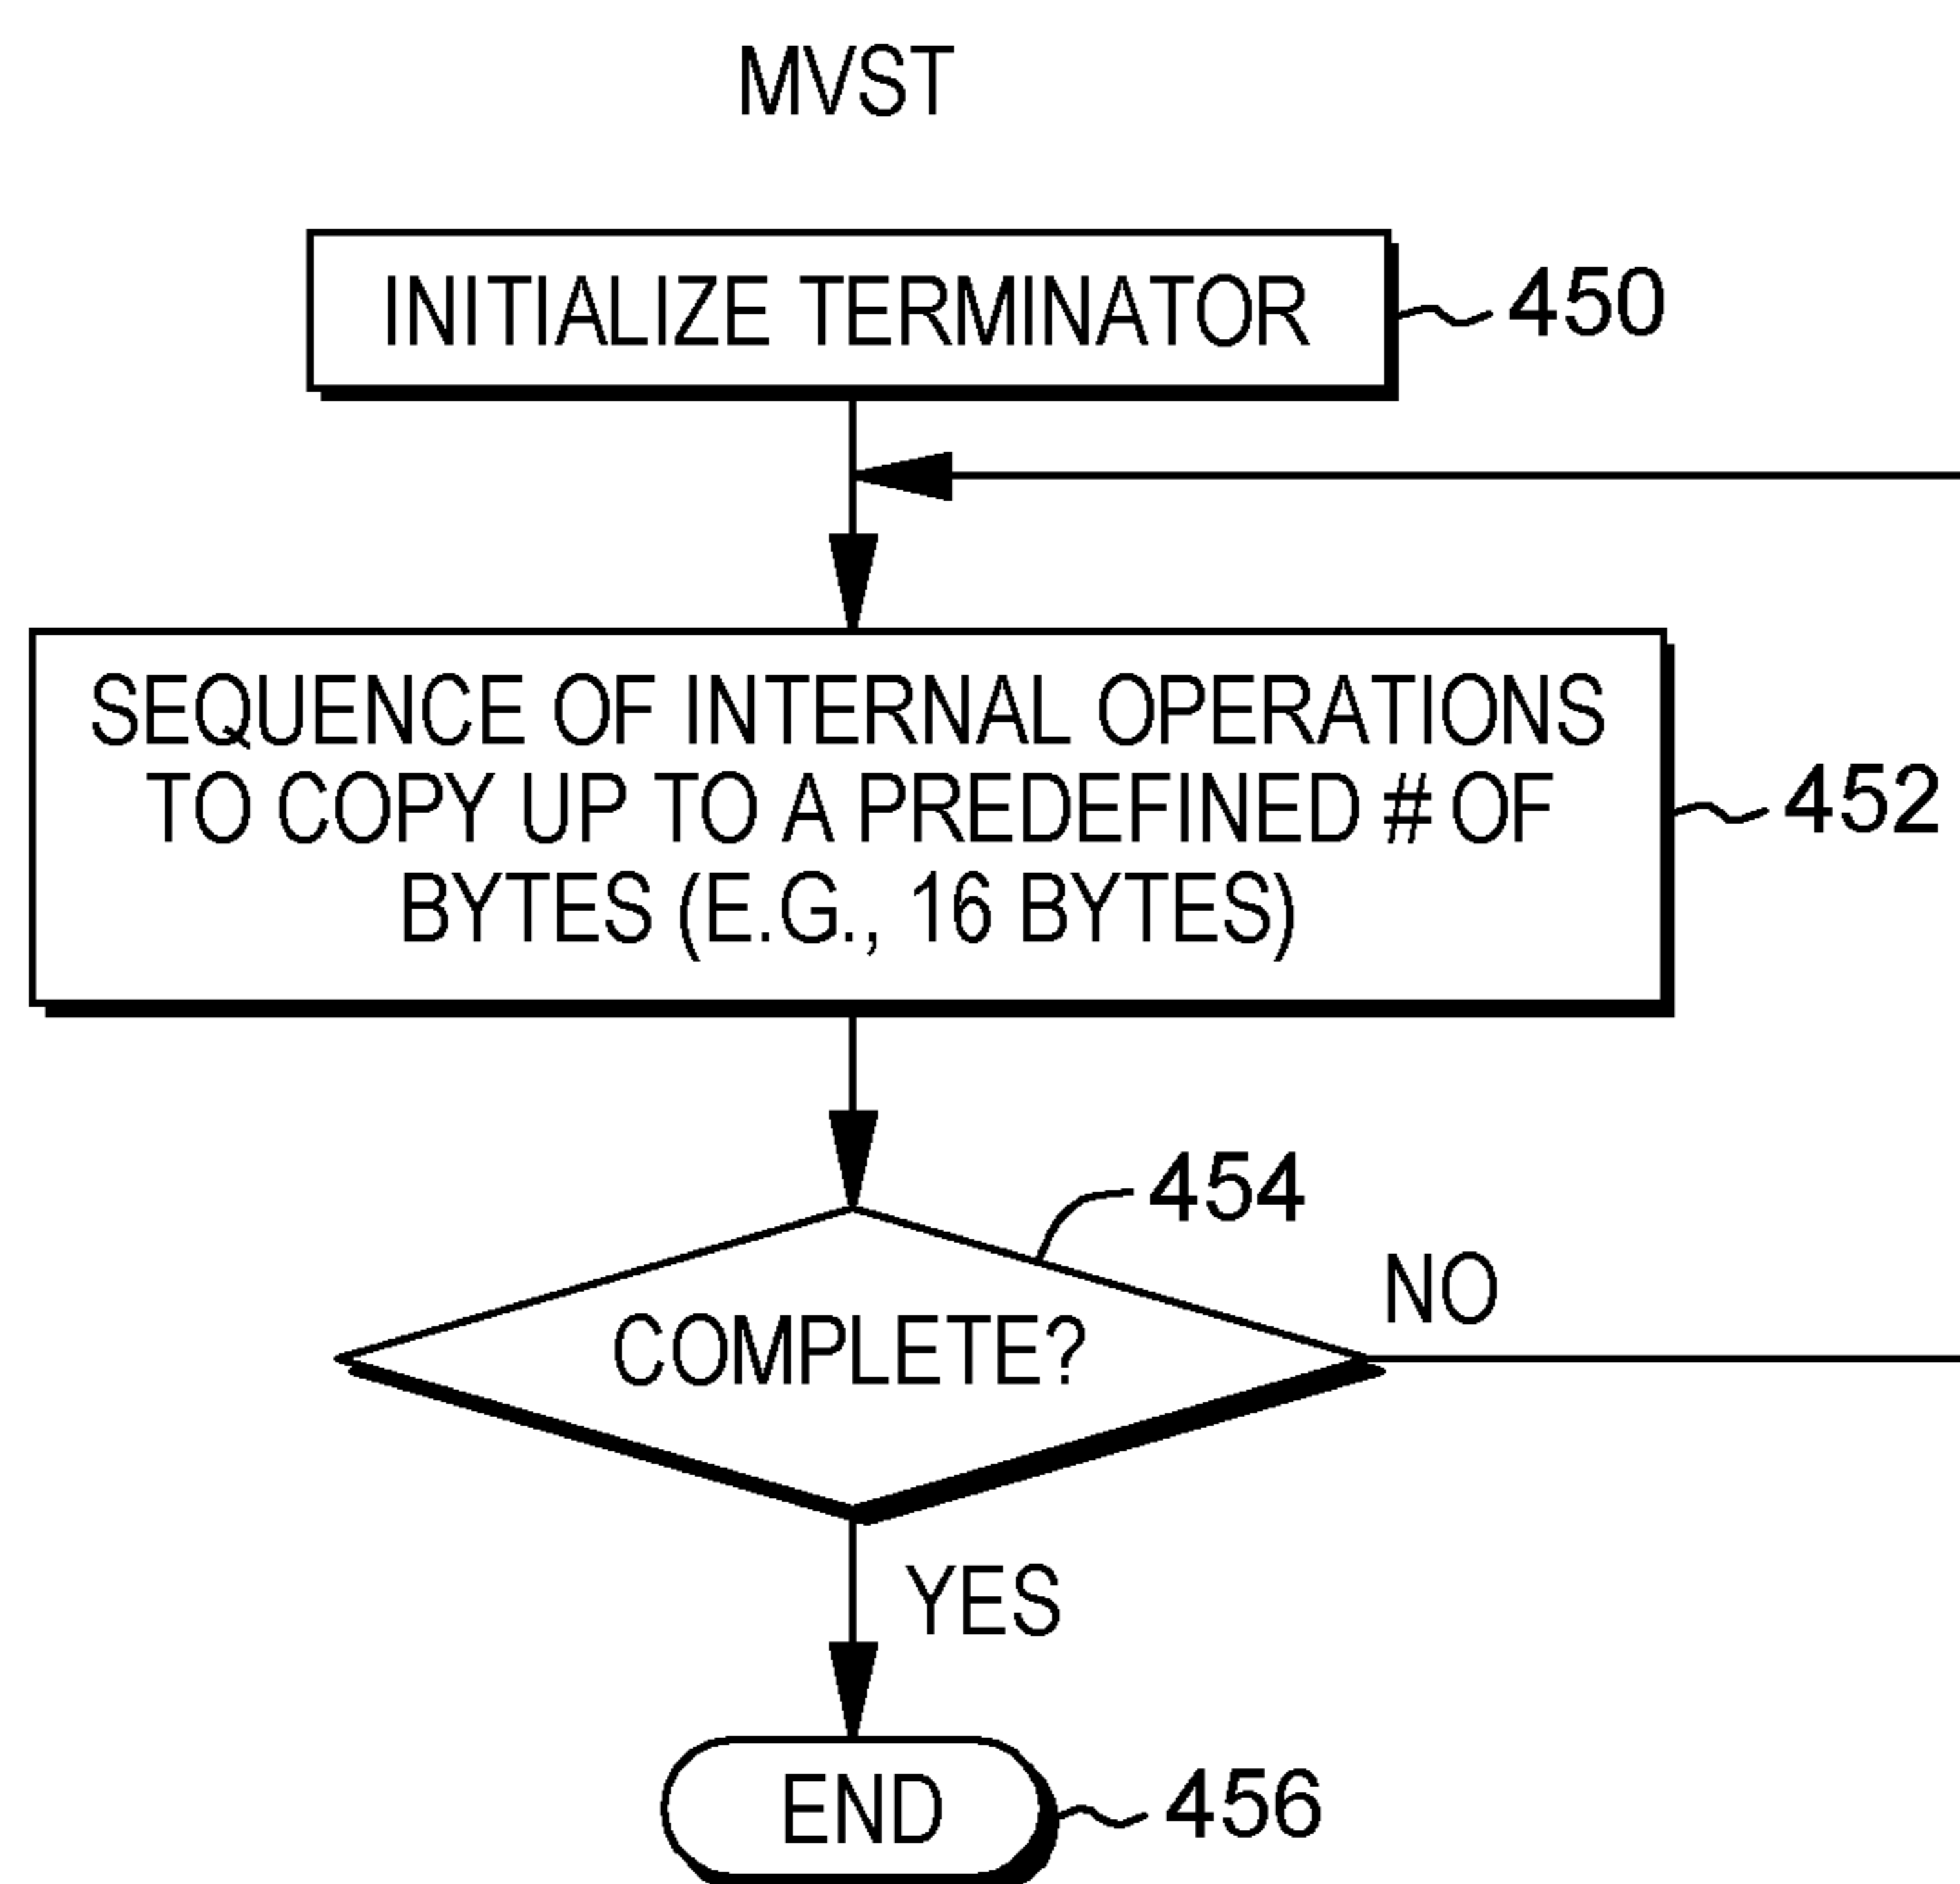 MVST
INITIALIZE TERMINATOR
450
SEQUENCE OF INTERNAL OPERATIONS
TO COPY UP TO A PREDEFINED # OF
BYTES (E.G., 16 BYTES)
452
454
COMPLETE?
NO
YES
END
456